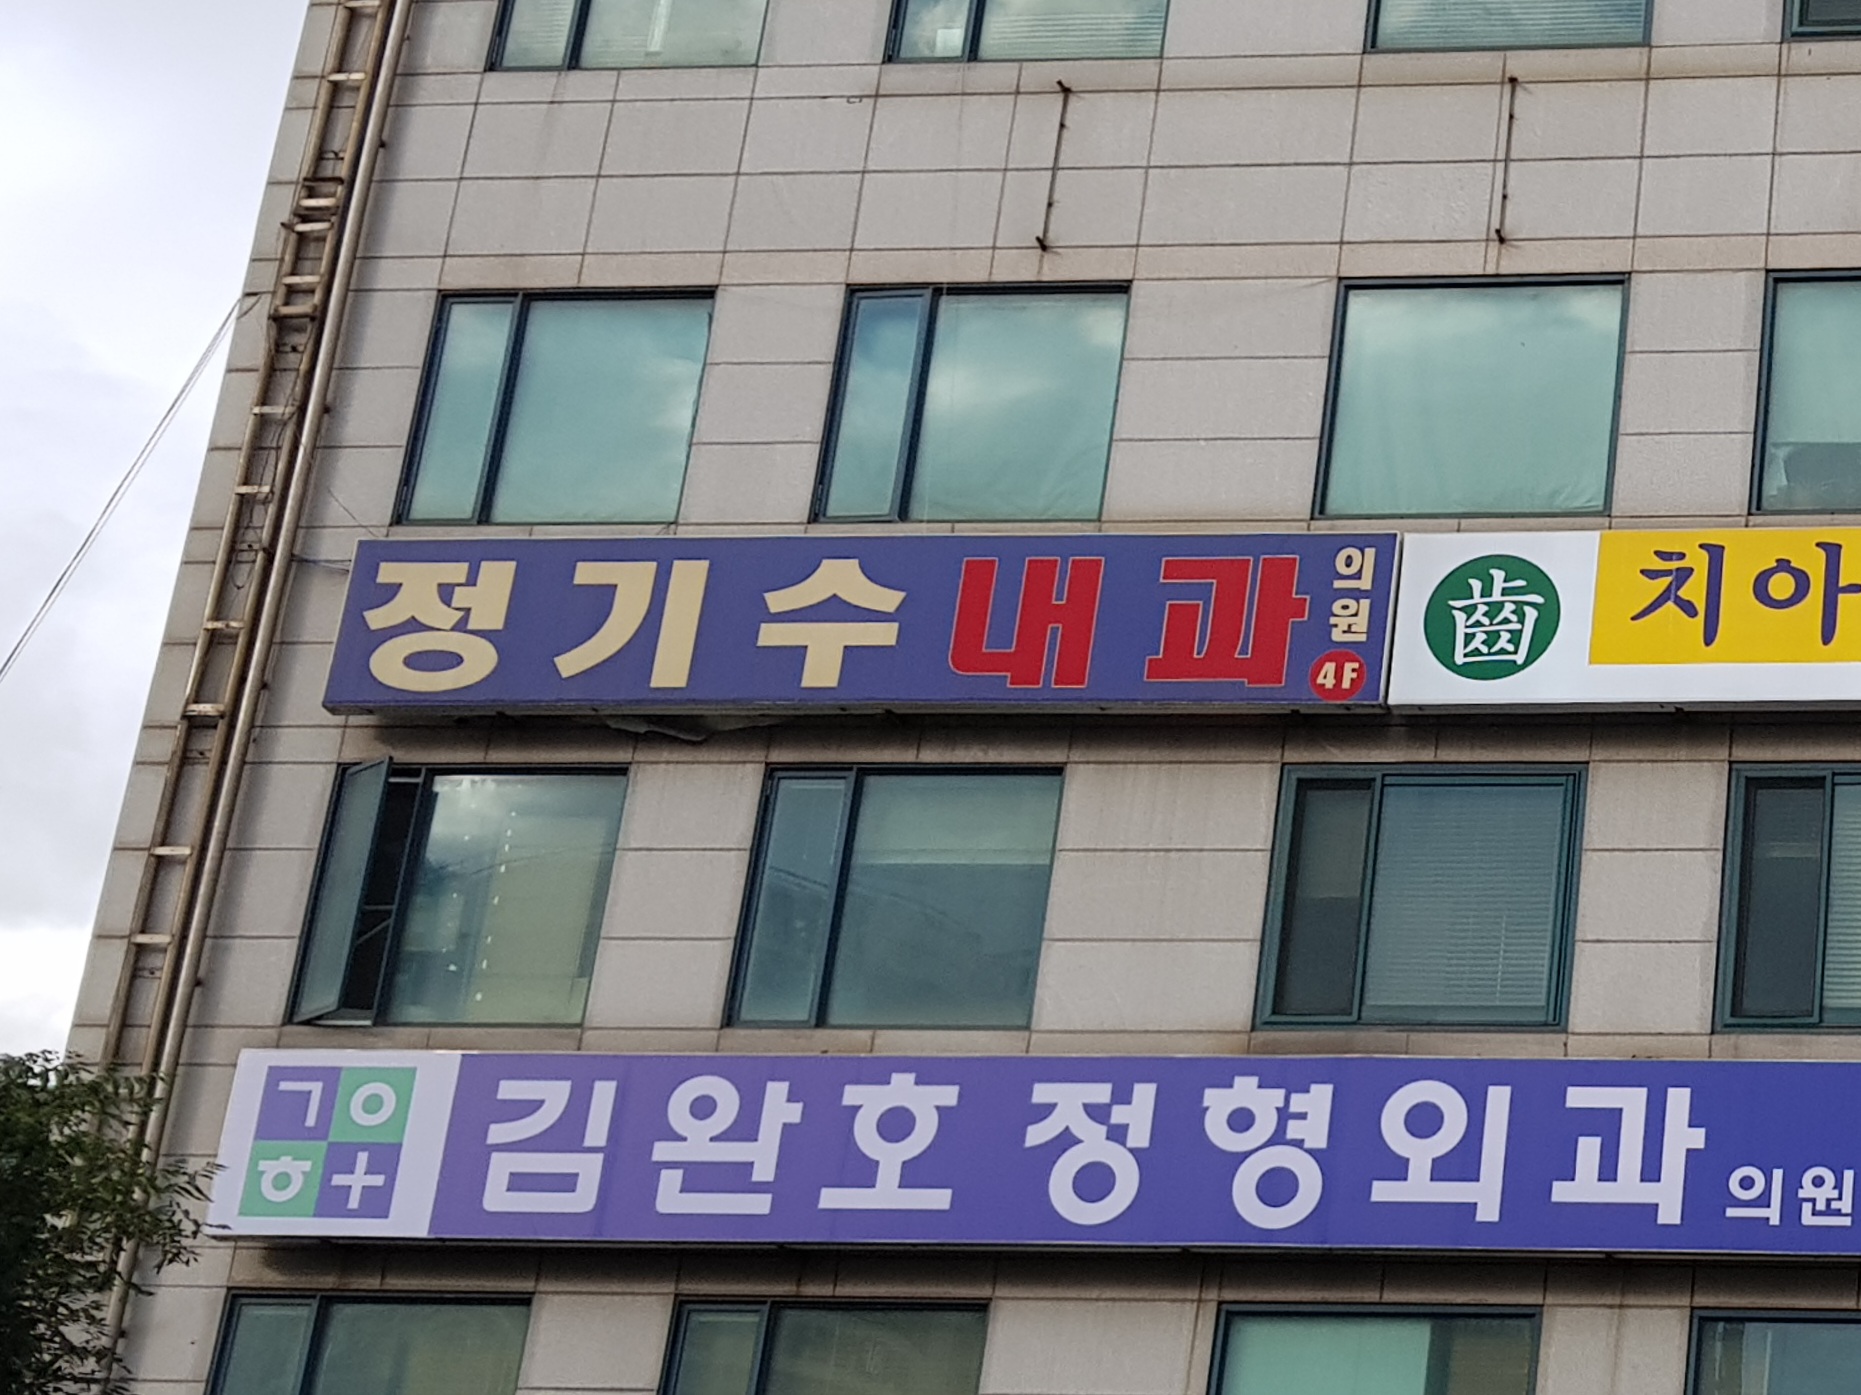 정기수내과 의원 4F
齒 치아
ㄱㅇ
ㅎ+
김완호 정형외과 의원